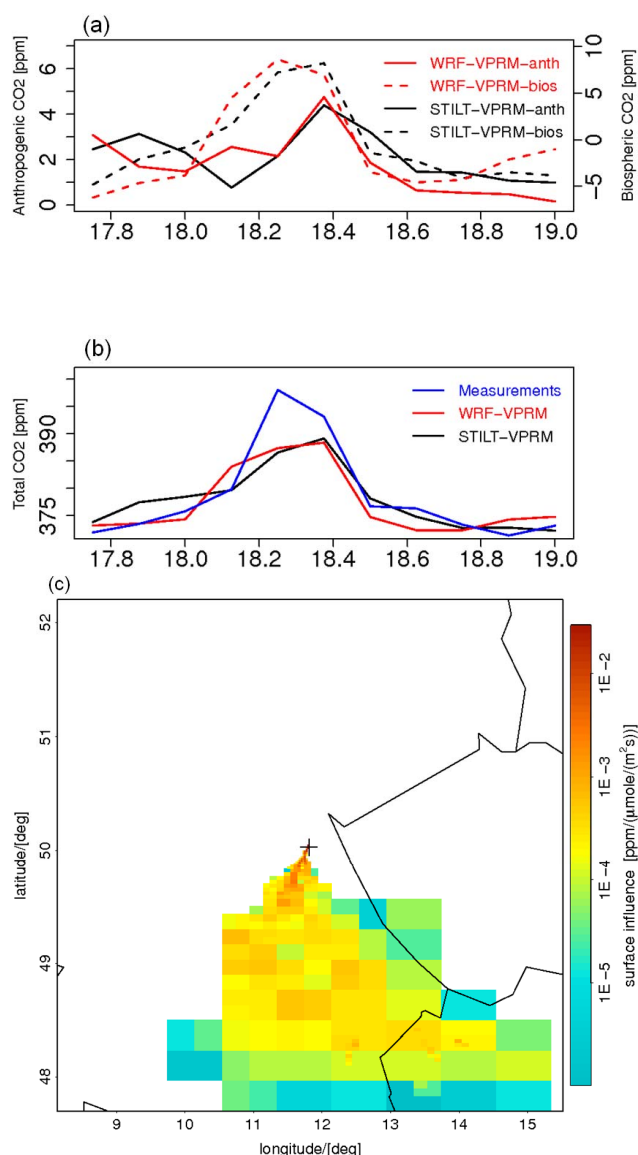 (a)
Anthropogenic CO2 [ppm]
0 2 4 6
WRF−VPRM−anth
WRF−VPRM−bios
STILT−VPRM−anth
STILT−VPRM−bios
−5 0 5 10
Biospheric CO2 [ppm]
17.8 18.0 18.2 18.4 18.6 18.8 19.0
(b)
Total CO2 [ppm]
375 390
Measurements
WRF−VPRM
STILT−VPRM
17.8 18.0 18.2 18.4 18.6 18.8 19.0
(c)
latitude/[deg]
52
51
50
49
48
9 10 11 12 13 14 15
longitude/[deg]
1E−2
1E−3
1E−4
1E−5
surface influence [ppm/(μmole/(m²s))]